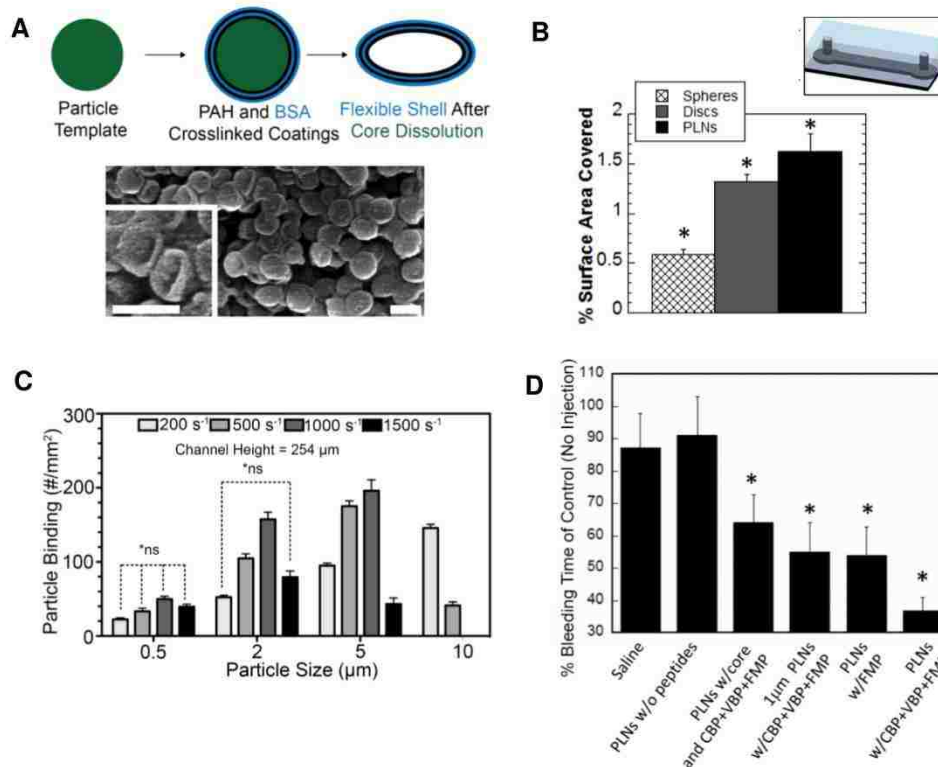 A
Particle
Template
PAH and BSA
Crosslinked Coatings
Flexible Shell After
Core Dissolution
B
Spheres
Discs
PLNs
% Surface Area Covered
2
1.5
1
0.5
0
*
*
*
C
Particle Binding (#/mm²)
300
200
100
0
200 s⁻¹
500 s⁻¹
1000 s⁻¹
1500 s⁻¹
Channel Height = 254 µm
*ns
*ns
0.5
2
5
10
Particle Size (µm)
D
% Bleeding Time of Control (No Injection)
110
100
90
80
70
60
50
40
30
*
*
*
*
Saline
PLNs w/o peptides
PLNs w/core
and CBP+VBP+FMP
1µm PLNs
w/CBP+VBP+FMP
PLNs
w/FMP
PLNs